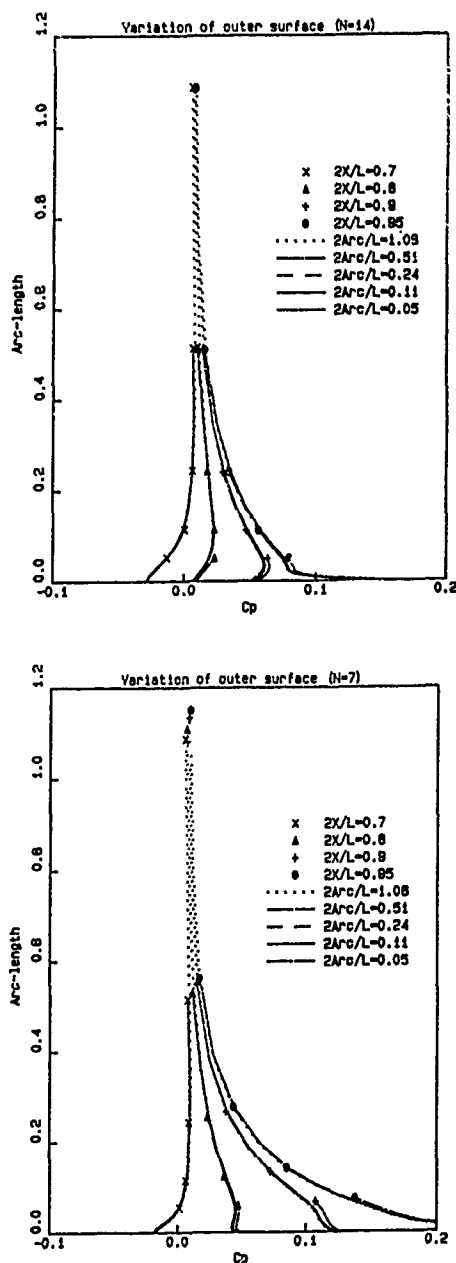 Variation of outer surface (N=14)
1.2
1.0
0.8
0.6
0.4
0.2
0.0
Arc-length
× 2X/L=0.7
▲ 2X/L=0.8
+ 2X/L=0.9
● 2X/L=0.95
2Arc/L=1.09
2Arc/L=0.51
2Arc/L=0.24
2Arc/L=0.11
2Arc/L=0.05
-0.1 0.0 0.1 0.2
Cp
Variation of outer surface (N=7)
1.2
1.0
0.8
0.6
0.4
0.2
0.0
Arc-length
× 2X/L=0.7
▲ 2X/L=0.8
+ 2X/L=0.9
● 2X/L=0.95
2Arc/L=1.08
2Arc/L=0.51
2Arc/L=0.24
2Arc/L=0.11
2Arc/L=0.05
-0.1 0.0 0.1 0.2
Cp